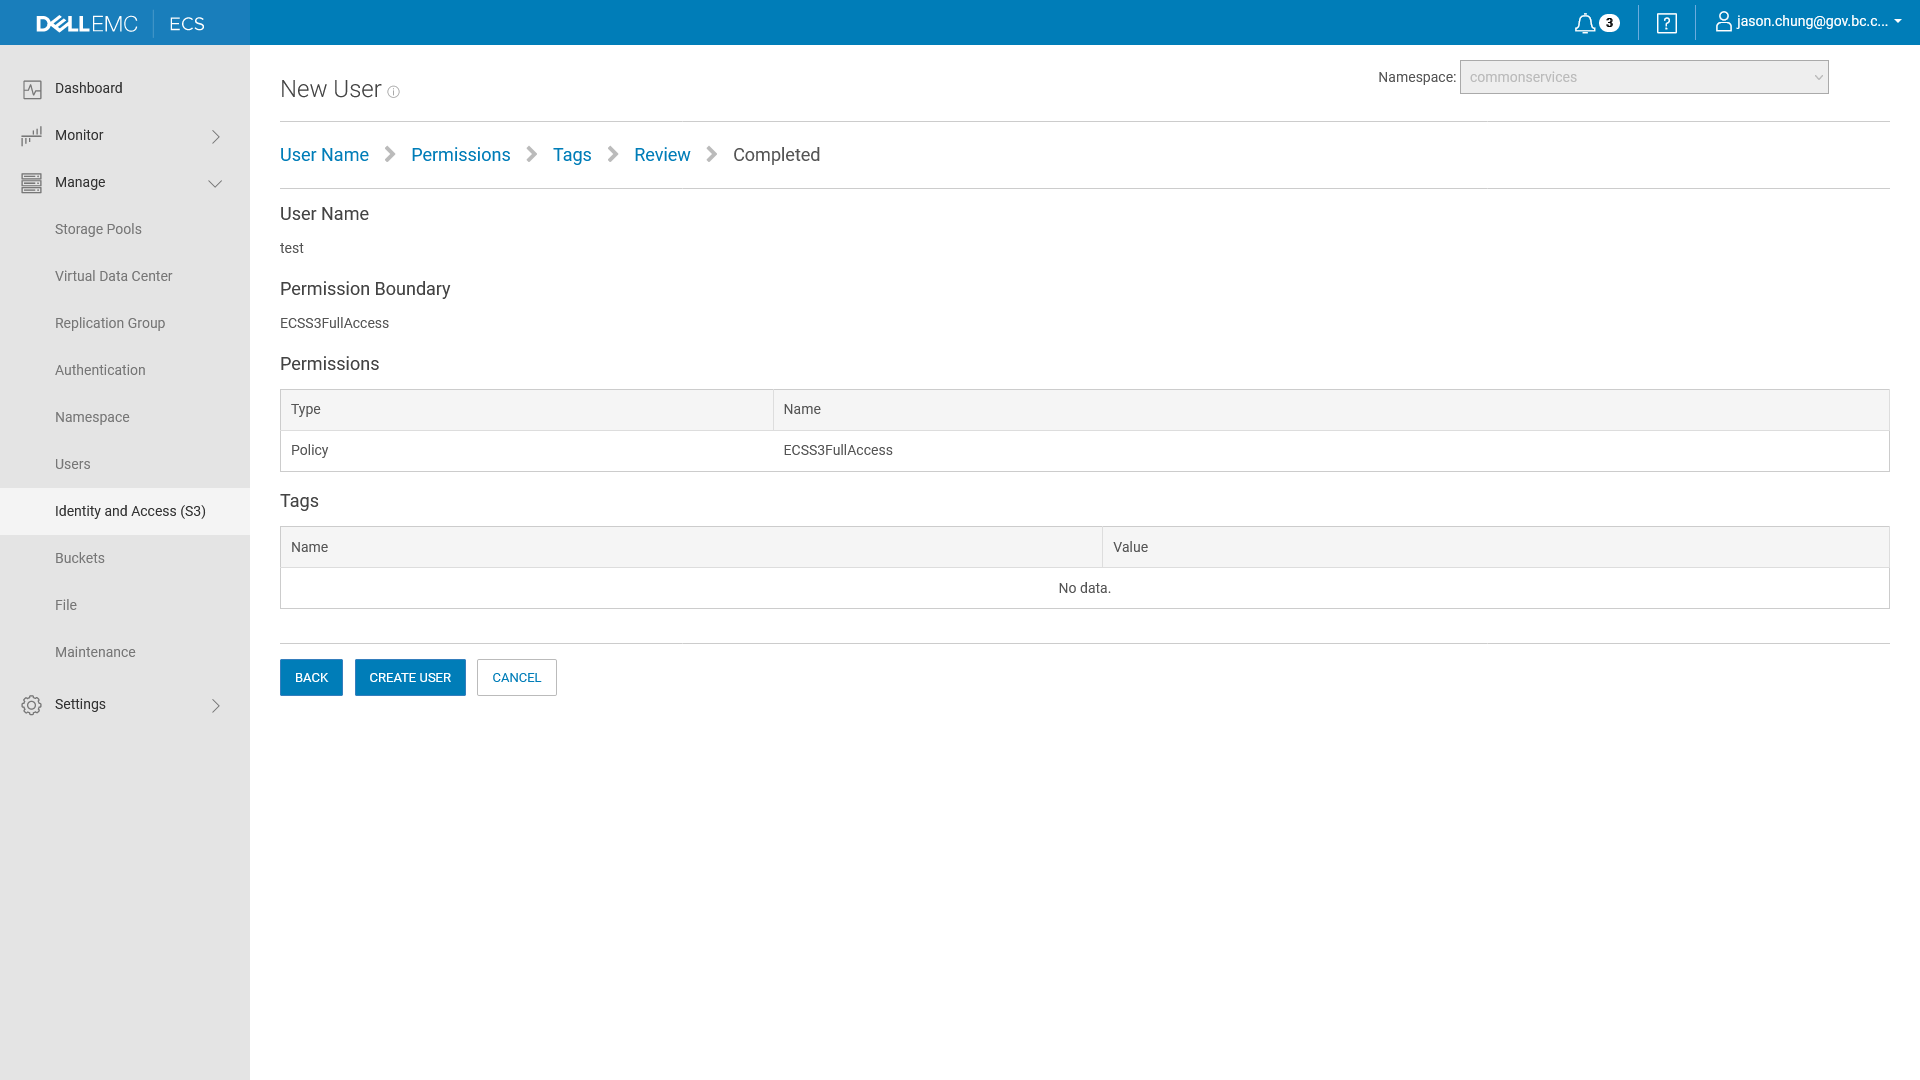 DELLEMC ECS
3
?
jason.chung@gov.bc.c...
Dashboard
Monitor
Manage
Storage Pools
Virtual Data Center
Replication Group
Authentication
Namespace
Users
Identity and Access (S3)
Buckets
File
Maintenance
Settings
New User
Namespace: commonservices
User Name Permissions Tags Review Completed
User Name
test
Permission Boundary
ECSS3FullAccess
Permissions
Type Name
Policy ECSS3FullAccess
Tags
Name Value
No data.
BACK CREATE USER CANCEL